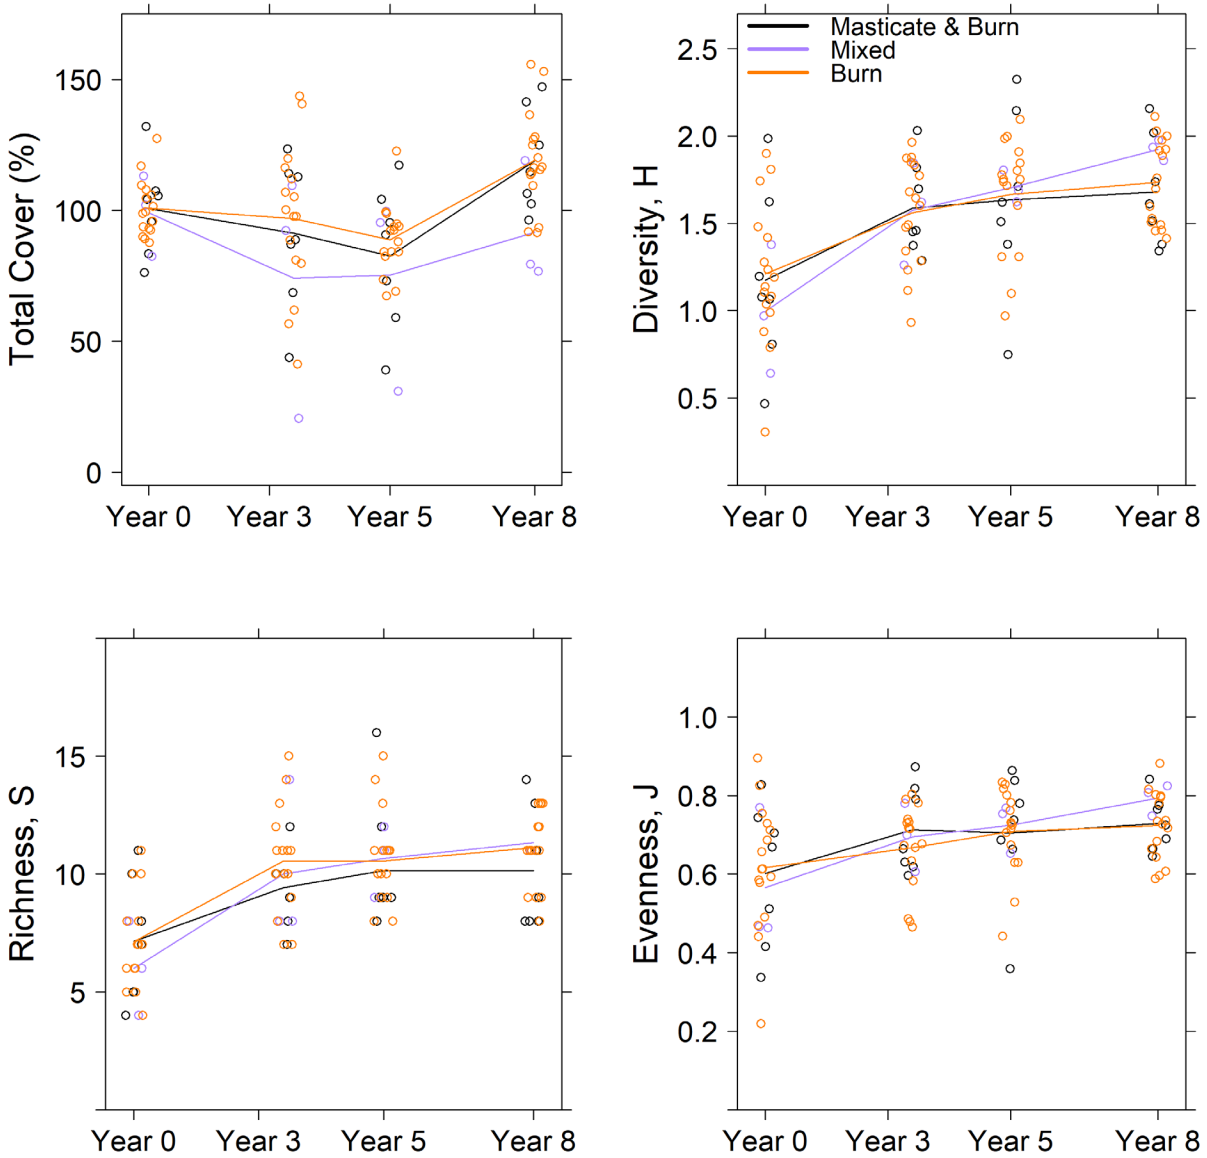 Total Cover (%)
150
100
50
0
Year 0 Year 3 Year 5 Year 8
Diversity, H
Masticate & Burn
Mixed
Burn
2.5
2.0
1.5
1.0
0.5
Year 0 Year 3 Year 5 Year 8
Richness, S
15
10
5
Year 0 Year 3 Year 5 Year 8
Evenness, J
1.0
0.8
0.6
0.4
0.2
Year 0 Year 3 Year 5 Year 8